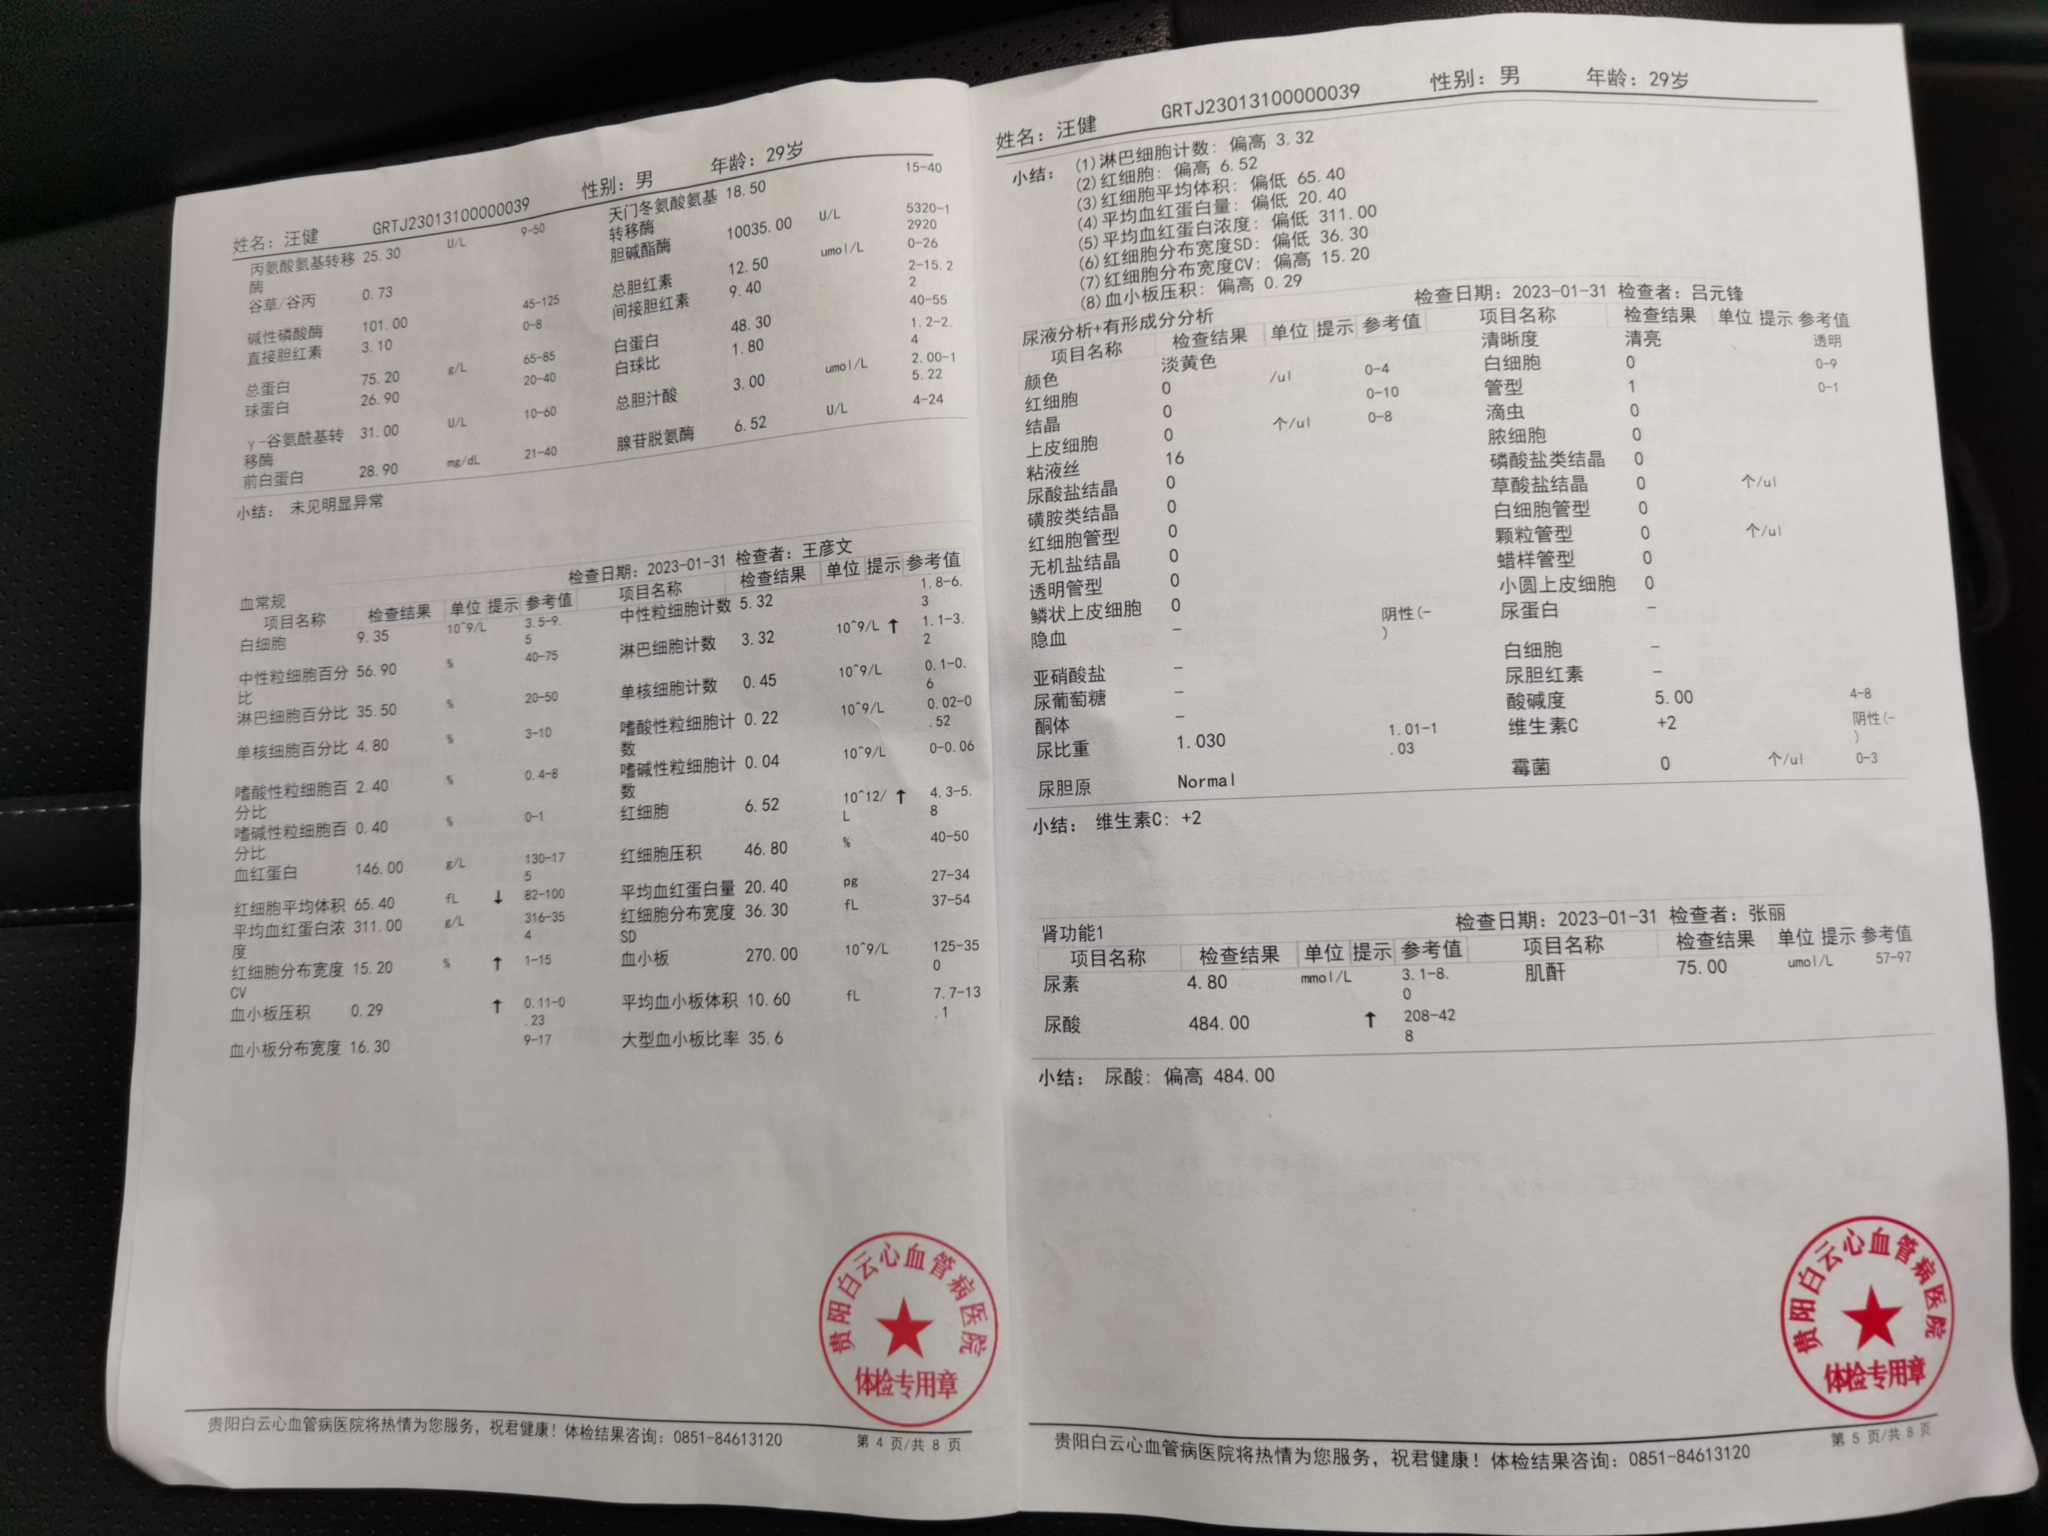 姓名：汪健 GRTJ23013100000039 性别：男 年龄：29岁
丙氨酸氨基转移酶 25.30 U/L 9-50 天门冬氨酸氨基转移酶 18.50 15-40
谷草/谷丙 0.73 胆碱酯酶 10035.00 U/L 5320-12920
碱性磷酸酶 101.00 45-125 总胆红素 12.50 umol/L 0-26
直接胆红素 3.10 0-8 间接胆红素 9.40 2-15.22
总蛋白 75.20 g/L 65-85 白蛋白 48.30 40-55
球蛋白 26.90 20-40 白球比 1.80 1.2-2.4
γ-谷氨酰基转移酶 31.00 U/L 10-60 总胆汁酸 3.00 umol/L 2.00-15.22
前白蛋白 28.90 mg/dL 21-40 腺苷脱氨酶 6.52 U/L 4-24
小结： 未见明显异常
血常规 检查日期：2023-01-31 检查者：王彦文
项目名称 检查结果 单位 提示 参考值 项目名称 检查结果 单位 提示 参考值
白细胞 9.35 10^9/L 3.5-9.5 中性粒细胞计数 5.32 1.8-6.3
中性粒细胞百分比 56.90 % 40-75 淋巴细胞计数 3.32 10^9/L ↑ 1.1-3.2
淋巴细胞百分比 35.50 % 20-50 单核细胞计数 0.45 10^9/L 0.1-0.6
单核细胞百分比 4.80 % 3-10 嗜酸性粒细胞计数 0.22 10^9/L 0.02-0.52
嗜酸性粒细胞百分比 2.40 % 0.4-8 嗜碱性粒细胞计数 0.04 10^9/L 0-0.06
嗜碱性粒细胞百分比 0.40 % 0-1 红细胞 6.52 10^12/L ↑ 4.3-5.8
血红蛋白 146.00 g/L 130-175 红细胞压积 46.80 % 40-50
红细胞平均体积 65.40 fL ↓ 82-100 平均血红蛋白量 20.40 pg 27-34
平均血红蛋白浓度 311.00 g/L 316-354 红细胞分布宽度SD 36.30 fL 37-54
红细胞分布宽度CV 15.20 % ↑ 1-15 血小板 270.00 10^9/L 125-350
血小板压积 0.29 ↑ 0.11-0.23 平均血小板体积 10.60 fL 7.7-13.1
血小板分布宽度 16.30 9-17 大型血小板比率 35.6
贵阳白云心血管病医院
体检专用章
贵阳白云心血管病医院将热情为您服务，祝君健康！体检结果咨询：0851-84613120 第 4 页/共 8 页
姓名：汪健 GRTJ23013100000039 性别：男 年龄：29岁
小结： (1)淋巴细胞计数：偏高 3.32
(2)红细胞：偏高 6.52
(3)红细胞平均体积：偏低 65.40
(4)平均血红蛋白量：偏低 20.40
(5)平均血红蛋白浓度：偏低 311.00
(6)红细胞分布宽度SD：偏低 36.30
(7)红细胞分布宽度CV：偏高 15.20
(8)血小板压积：偏高 0.29
尿液分析+有形成分分析 检查日期：2023-01-31 检查者：吕元锋
项目名称 检查结果 单位 提示 参考值 项目名称 检查结果 单位 提示 参考值
颜色 淡黄色 清晰度 清亮 透明
红细胞 0 /ul 0-4 白细胞 0 0-9
结晶 0 0-10 管型 1 0-1
上皮细胞 0 个/ul 0-8 滴虫 0
粘液丝 16 脓细胞 0
尿酸盐结晶 0 磷酸盐类结晶 0
磺胺类结晶 0 草酸盐结晶 0 个/ul
红细胞管型 0 白细胞管型 0
无机盐结晶 0 颗粒管型 0 个/ul
透明管型 0 蜡样管型 0
鳞状上皮细胞 0 小圆上皮细胞 0
隐血 - 阴性(-) 尿蛋白 -
亚硝酸盐 - 白细胞 -
尿葡萄糖 - 尿胆红素 -
酮体 - 酸碱度 5.00 4-8
尿比重 1.030 1.01-1.03 维生素C +2 阴性(-)
尿胆原 Normal 霉菌 0 个/ul 0-3
小结： 维生素C：+2
肾功能1 检查日期：2023-01-31 检查者：张丽
项目名称 检查结果 单位 提示 参考值 项目名称 检查结果 单位 提示 参考值
尿素 4.80 mmol/L 3.1-8.0 肌酐 75.00 umol/L 57-97
尿酸 484.00 ↑ 208-428
小结： 尿酸：偏高 484.00
贵阳白云心血管病医院
体检专用章
贵阳白云心血管病医院将热情为您服务，祝君健康！体检结果咨询：0851-84613120 第 5 页/共 8 页